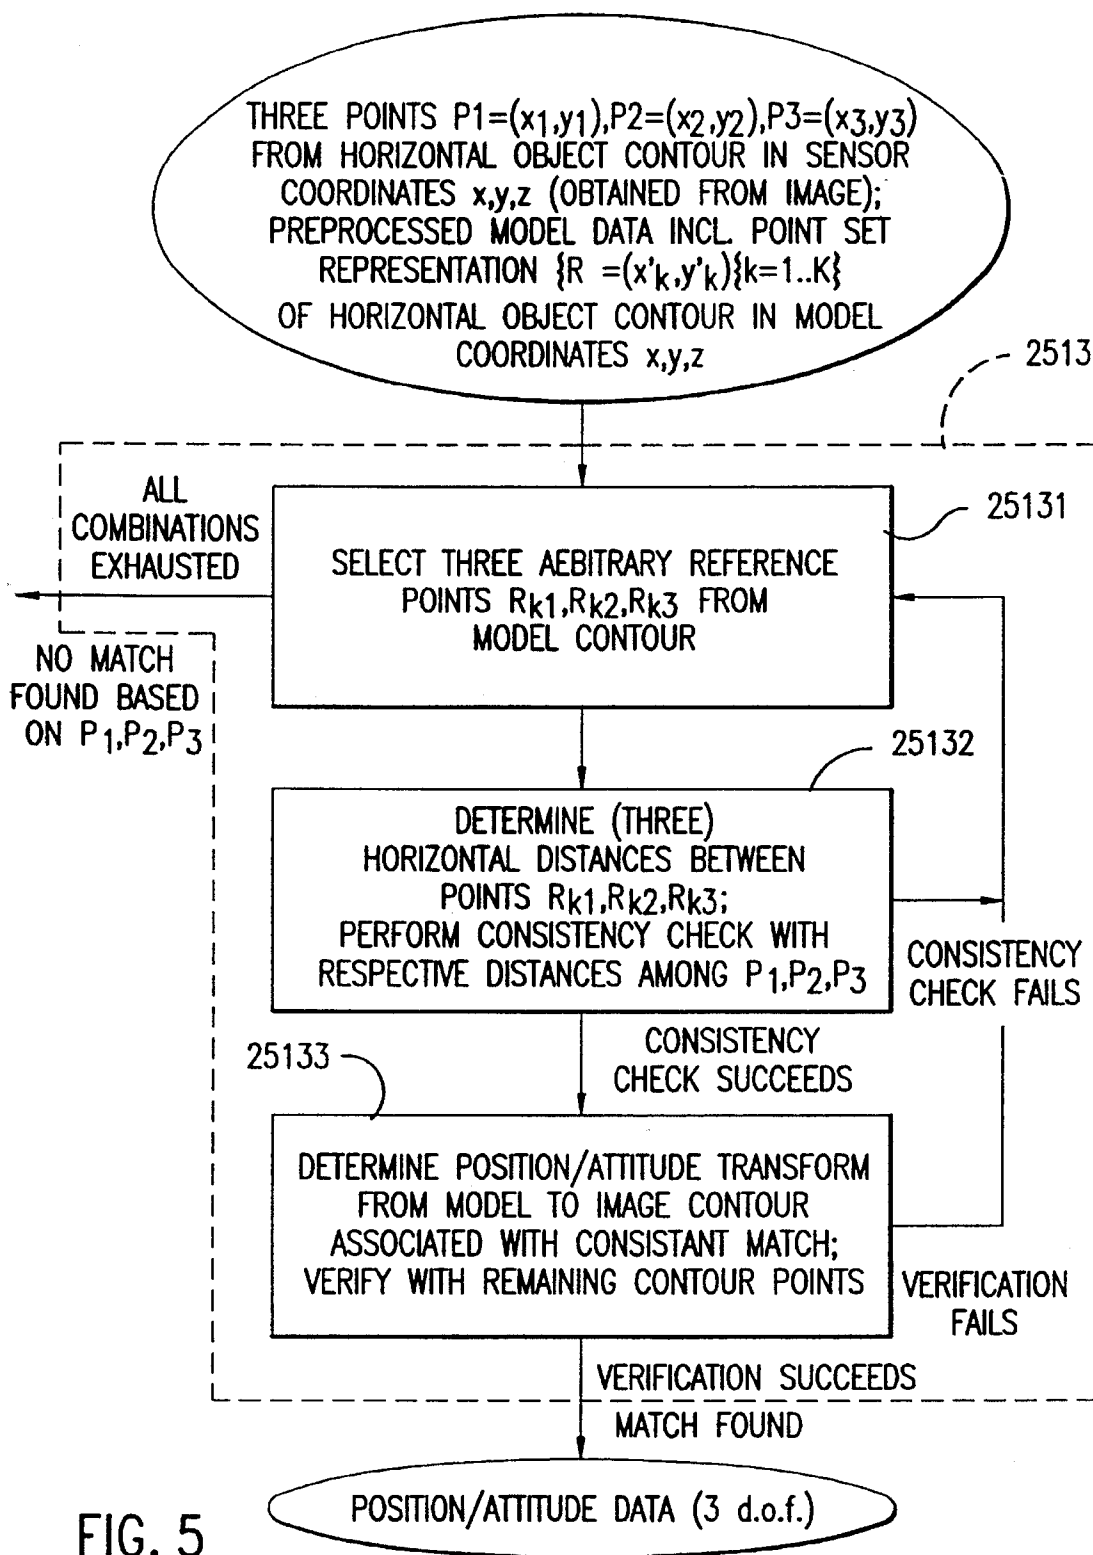 THREE POINTS P1=(x1,y1),P2=(x2,y2),P3=(x3,y3)
FROM HORIZONTAL OBJECT CONTOUR IN SENSOR
COORDINATES x,y,z (OBTAINED FROM IMAGE);
PREPROCESSED MODEL DATA INCL. POINT SET
REPRESENTATION {R =(x'k,y'k){k=1..K}
OF HORIZONTAL OBJECT CONTOUR IN MODEL
COORDINATES x,y,z
2513
ALL
COMBINATIONS
EXHAUSTED
25131
SELECT THREE AEBITRARY REFERENCE
POINTS Rk1,Rk2,Rk3 FROM
MODEL CONTOUR
NO MATCH
FOUND BASED
ON P1,P2,P3
25132
DETERMINE (THREE)
HORIZONTAL DISTANCES BETWEEN
POINTS Rk1,Rk2,Rk3;
PERFORM CONSISTENCY CHECK WITH
RESPECTIVE DISTANCES AMONG P1,P2,P3
CONSISTENCY
CHECK FAILS
CONSISTENCY
CHECK SUCCEEDS
25133
DETERMINE POSITION/ATTITUDE TRANSFORM
FROM MODEL TO IMAGE CONTOUR
ASSOCIATED WITH CONSISTANT MATCH;
VERIFY WITH REMAINING CONTOUR POINTS
VERIFICATION
FAILS
VERIFICATION SUCCEEDS
MATCH FOUND
POSITION/ATTITUDE DATA (3 d.o.f.)
FIG. 5